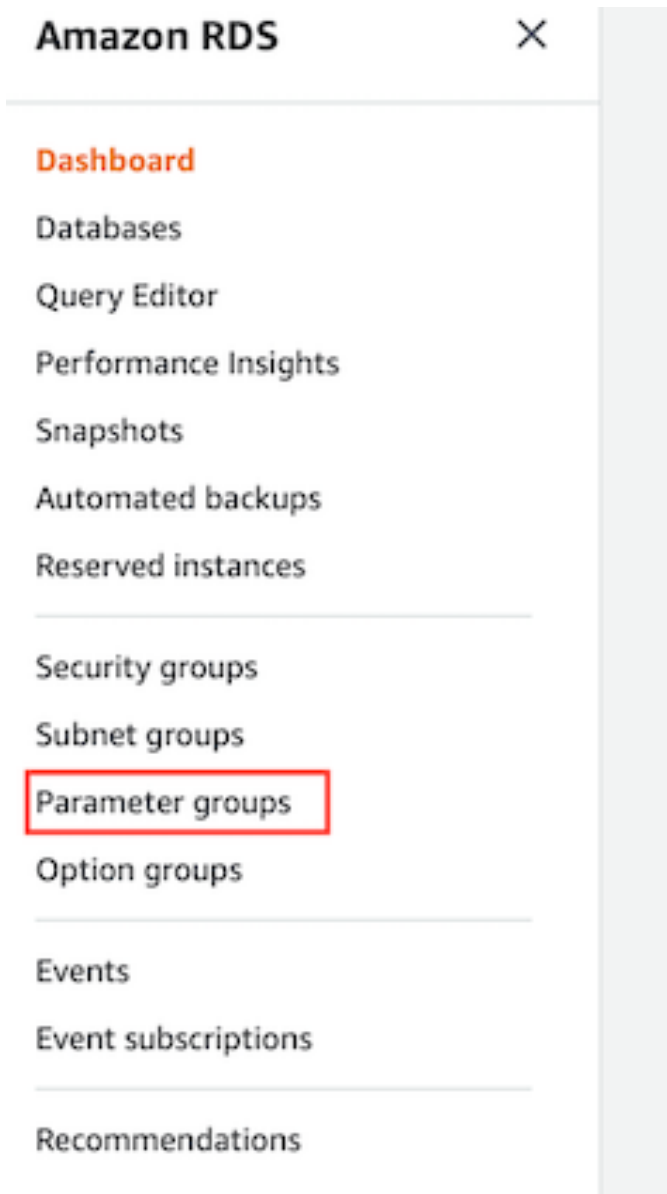 Amazon RDS
Dashboard
Databases
Query Editor
Performance Insights
Snapshots
Automated backups
Reserved instances
Security groups
Subnet groups
Parameter groups
Option groups
Events
Event subscriptions
Recommendations